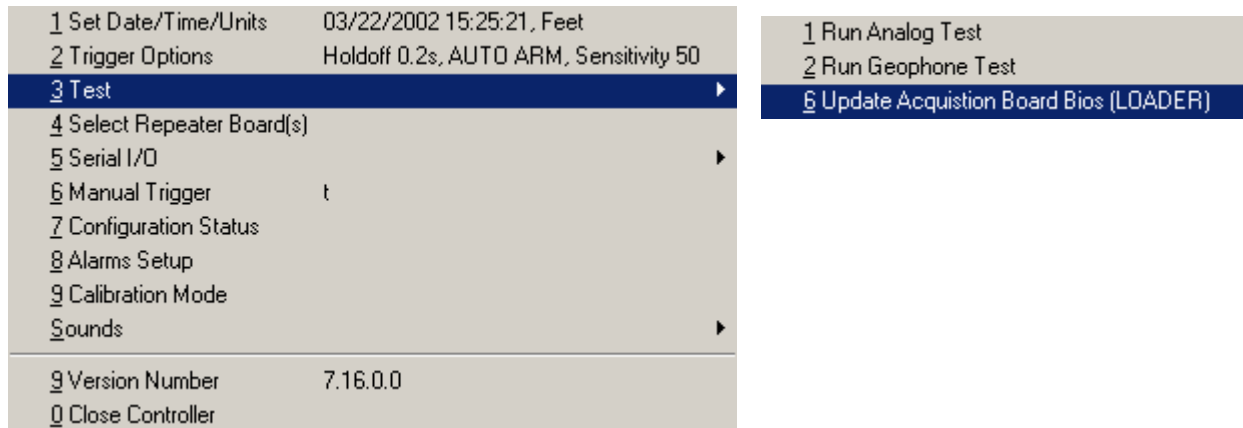 1 Set Date/Time/Units 03/22/2002 15:25:21, Feet
2 Trigger Options Holdoff 0.2s, AUTO ARM, Sensitivity 50
3 Test
4 Select Repeater Board(s)
5 Serial I/O
6 Manual Trigger t
7 Configuration Status
8 Alarms Setup
9 Calibration Mode
Sounds
9 Version Number 7.16.0.0
0 Close Controller
1 Run Analog Test
2 Run Geophone Test
6 Update Acquistion Board Bios (LOADER)